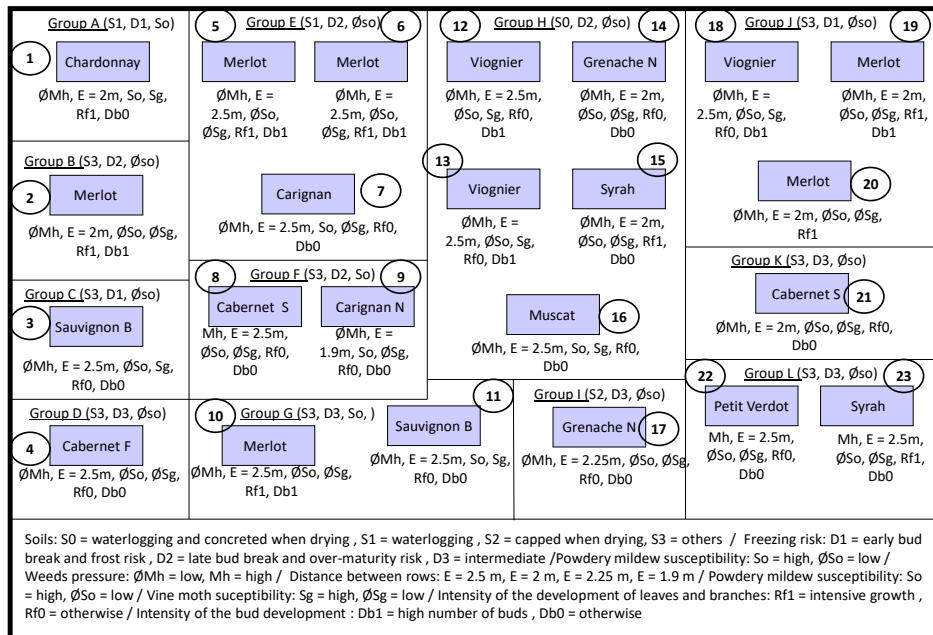 Group A (S1, D1, So)
1
Chardonnay
ØMh, E = 2m, So, Sg,
Rf1, Db0
Group B (S3, D2, Øso)
2
Merlot
ØMh, E = 2m, ØSo, ØSg,
Rf1, Db1
Group C (S3, D1, Øso)
3
Sauvignon B
ØMh, E = 2.5m, ØSo, Sg,
Rf0, Db0
Group D (S3, D3, Øso)
4
Cabernet F
ØMh, E = 2.5m, ØSo, ØSg,
Rf0, Db0
Group E (S1, D2, Øso)
5
Merlot
ØMh, E =
2.5m, ØSo,
ØSg, Rf1, Db1
6
Merlot
ØMh, E =
2.5m, ØSo,
ØSg, Rf1, Db1
7
Carignan
ØMh, E = 2.5m, So, ØSg, Rf0,
Db0
Group F (S3, D2, So)
8
Cabernet S
Mh, E = 2.5m,
ØSo, ØSg, Rf0,
Db0
9
Carignan N
ØMh, E =
1.9m, So, ØSg,
Rf0, Db0
Group G (S3, D3, So, )
10
Merlot
ØMh, E = 2.5m, ØSo, ØSg,
Rf1, Db1
11
Sauvignon B
ØMh, E = 2.5m, So, Sg,
Rf0, Db0
Group H (S0, D2, Øso)
12
Viognier
ØMh, E = 2.5m,
ØSo, Sg, Rf0,
Db1
14
Grenache N
ØMh, E = 2m,
ØSo, ØSg, Rf0,
Db0
13
Viognier
ØMh, E =
2.5m, ØSo, Sg,
Rf0, Db1
15
Syrah
ØMh, E = 2m,
ØSo, ØSg, Rf1,
Db0
16
Muscat
ØMh, E = 2.5m, So, Sg, Rf0,
Db0
Group I (S2, D3, Øso)
17
Grenache N
ØMh, E = 2.25m, ØSo, ØSg,
Rf0, Db0
Group J (S3, D1, Øso)
18
Viognier
ØMh, E =
2.5m, ØSo, Sg,
Rf0, Db1
19
Merlot
ØMh, E = 2m,
ØSo, ØSg, Rf1,
Db1
20
Merlot
ØMh, E = 2m, ØSo, ØSg,
Rf1
Group K (S3, D3, Øso)
21
Cabernet S
ØMh, E = 2m, ØSo, ØSg, Rf0,
Db0
Group L (S3, D3, Øso)
22
Petit Verdot
Mh, E = 2.5m,
ØSo, ØSg, Rf0,
Db0
23
Syrah
Mh, E = 2.5m,
ØSo, ØSg, Rf1,
Db0
Soils: S0 = waterlogging and concreted when drying , S1 = waterlogging , S2 = capped when drying, S3 = others / Freezing risk: D1 = early bud
break and frost risk , D2 = late bud break and over-maturity risk , D3 = intermediate /Powdery mildew susceptibility: So = high, ØSo = low /
Weeds pressure: ØMh = low, Mh = high / Distance between rows: E = 2.5 m, E = 2 m, E = 2.25 m, E = 1.9 m / Powdery mildew susceptibility: So
= high, ØSo = low / Vine moth suceptibility: Sg = high, ØSg = low / Intensity of the development of leaves and branches: Rf1 = intensive growth ,
Rf0 = otherwise / Intensity of the bud development : Db1 = high number of buds , Db0 = otherwise